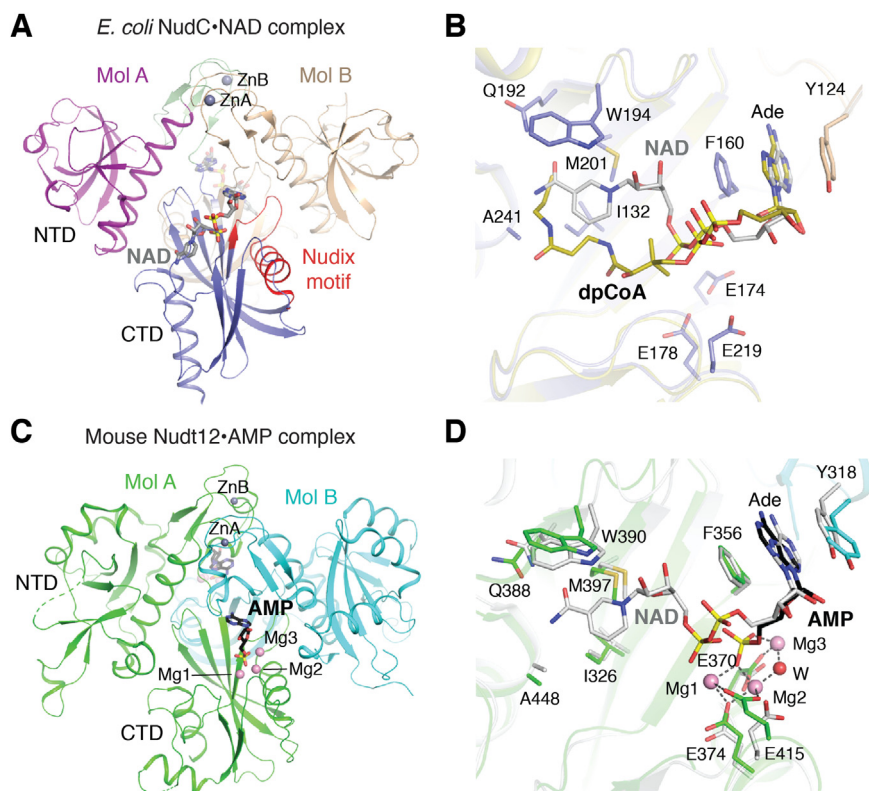 A
E. coli NudC•NAD complex
Mol A
ZnB
ZnA
Mol B
NTD
NAD
Nudix
motif
CTD
B
Q192
W194
Y124
Ade
F160
NAD
M201
A241
I132
dpCoA
E174
E178
E219
C
Mouse Nudt12•AMP complex
Mol A
ZnB
Mol B
ZnA
NTD
AMP
Mg3
Mg1
Mg2
CTD
D
Y318
Ade
W390
F356
Q388
M397
NAD
AMP
Mg3
E370
I326
W
A448
Mg1
Mg2
E374
E415